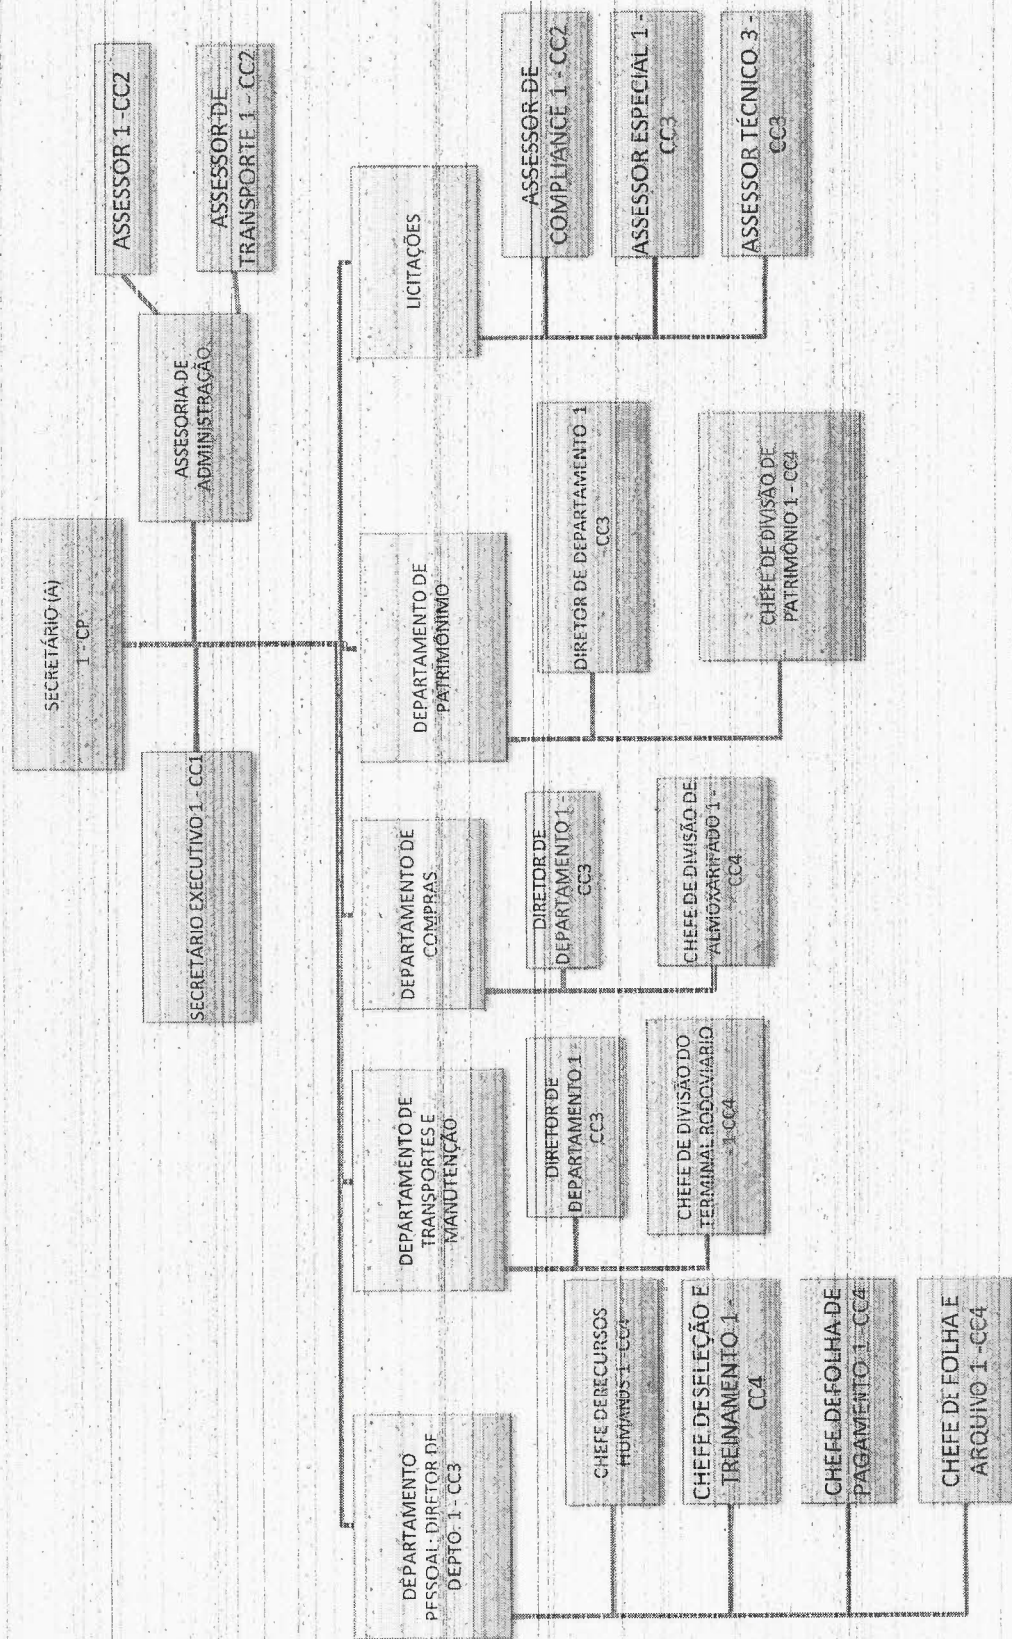 SECRETÁRIO (A)
1 - CP
SECRETÁRIO EXECUTIVO 1 - CC1
ASSESSORIA DE
ADMINISTRAÇÃO
ASSESSOR 1 -CC2
ASSESSOR DE
TRANSPORTE 1 - CC2
DEPARTAMENTO
PESSOAL: DIRETOR DE
DEPTO. 1 - CC3
CHEFE DE RECURSOS
HUMANOS 1 -CC4
CHEFE DE SELEÇÃO E
TREINAMENTO 1 -
CC4
CHEFE DE FOLHA DE
PAGAMENTO 1 -CC4
CHEFE DE FOLHA E
ARQUIVO 1 -CC4
DEPARTAMENTO DE
TRANSPORTES E
MANUTENÇÃO
DIRETOR DE
DEPARTAMENTO 1
CC3
CHEFE DE DIVISÃO DO
TERMINAL RODOVIARIO
- 1 CC4
DEPARTAMENTO DE
COMPRAS
DIRETOR DE
DEPARTAMENTO 1 -
CC3
CHEFE DE DIVISÃO DE
ALMOXARIFADO 1 -
CC4
DEPARTAMENTO DE
PATRIMÔNIMO
DIRETOR DE DEPARTAMENTO 1
-CC3
CHEFE DE DIVISÃO DE
PATRIMÔNIO 1 - CC4
LICITAÇÕES
ASSESSOR DE
COMPLIANCE 1 - CC2
ASSESSOR ESPECIAL 1 -
CC3
ASSESSOR TÉCNICO 3 -
CC3